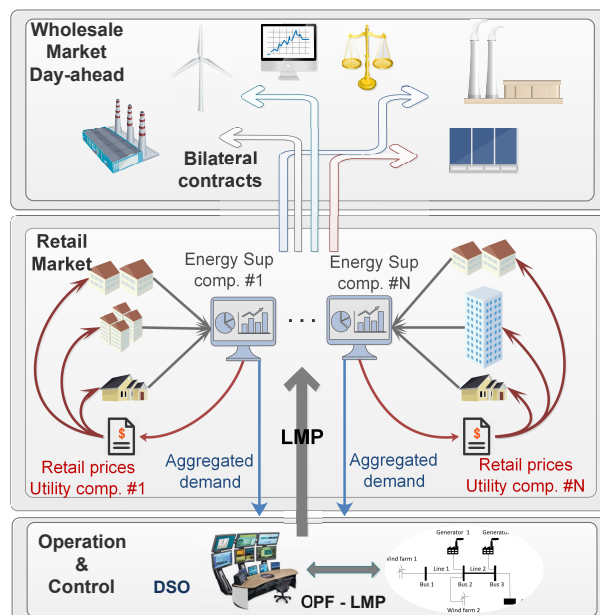 Wholesale
Market
Day-ahead
Bilateral
contracts
Retail
Market
Energy Sup
comp. #1
Energy Sup
comp. #N
. . .
LMP
$
$
Retail prices
Utility comp. #1
Aggregated
demand
Aggregated
demand
Retail prices
Utility comp. #N
Operation
&
Control
DSO
OPF - LMP
Generator 1
Wind farm 1
Line 1
Line 2
Bus 1
Bus 2
Bus 3
Wind farm 2